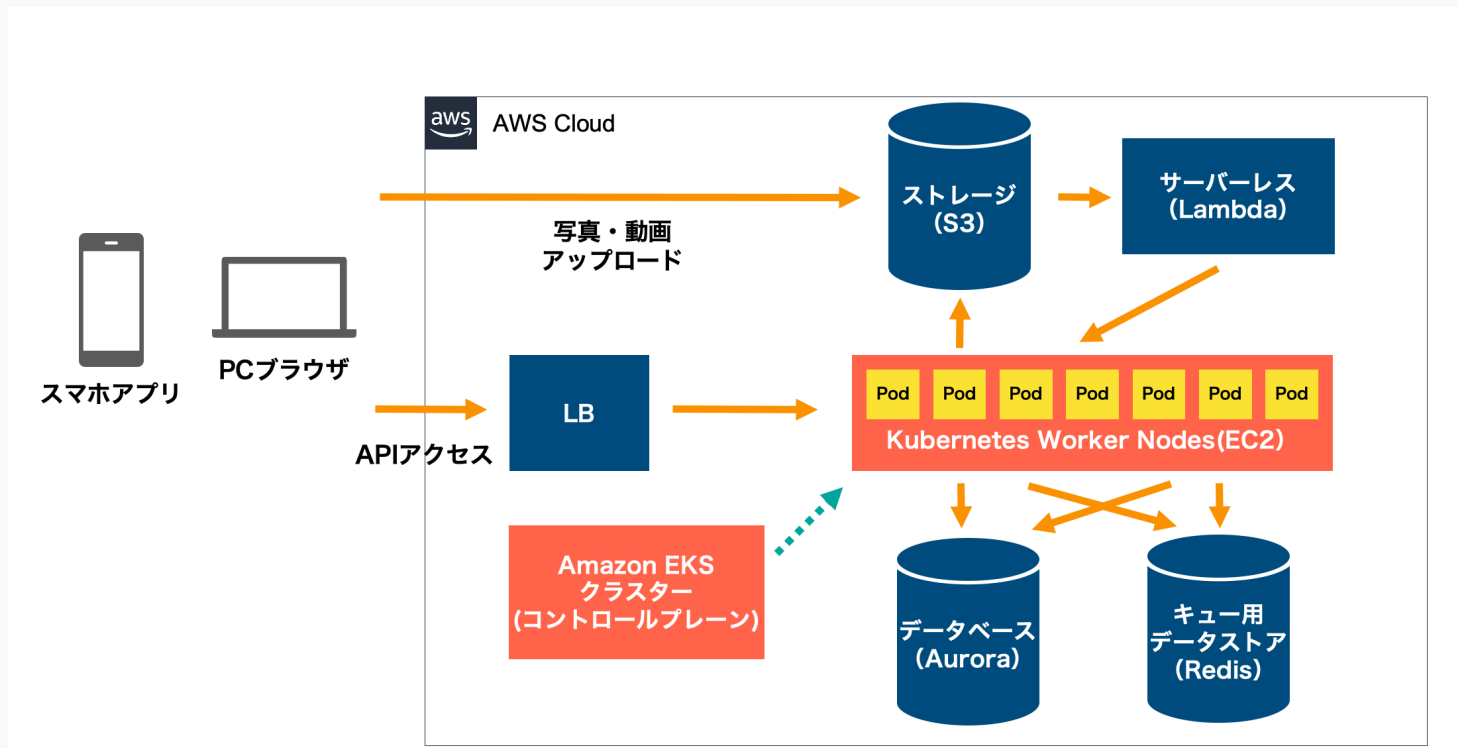 aws
AWS Cloud
ストレージ
（S3）
サーバーレス
（Lambda）
写真・動画
アップロード
スマホアプリ
PCブラウザ
LB
APIアクセス
Pod Pod Pod Pod Pod Pod Pod
Kubernetes Worker Nodes(EC2）
Amazon EKS
クラスター
(コントロールプレーン)
データベース
（Aurora）
キュー用
データストア
（Redis）